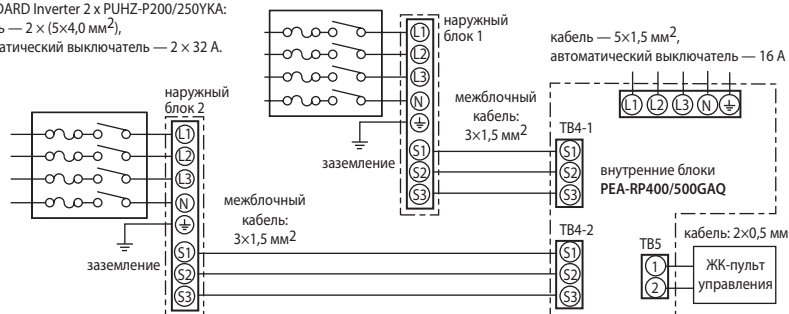 DARD Inverter 2 x PUHZ-P200/250YKA:
ь — 2 × (5×4,0 мм²),
матический выключатель — 2 × 32 А.
наружный
блок 1
L1
L2
L3
N
S1
S2
S3
заземление
наружный
блок 2
L1
L2
L3
N
S1
S2
S3
заземление
межблочный
кабель:
3×1,5 мм²
межблочный
кабель:
3×1,5 мм²
кабель — 5×1,5 мм²,
автоматический выключатель — 16 А
L1 L2 L3 N
TB4-1
S1
S2
S3
внутренние блоки
PEA-RP400/500GAQ
TB4-2
S1
S2
S3
TB5
1
2
кабель: 2×0,5 мм
ЖК-пульт
управления